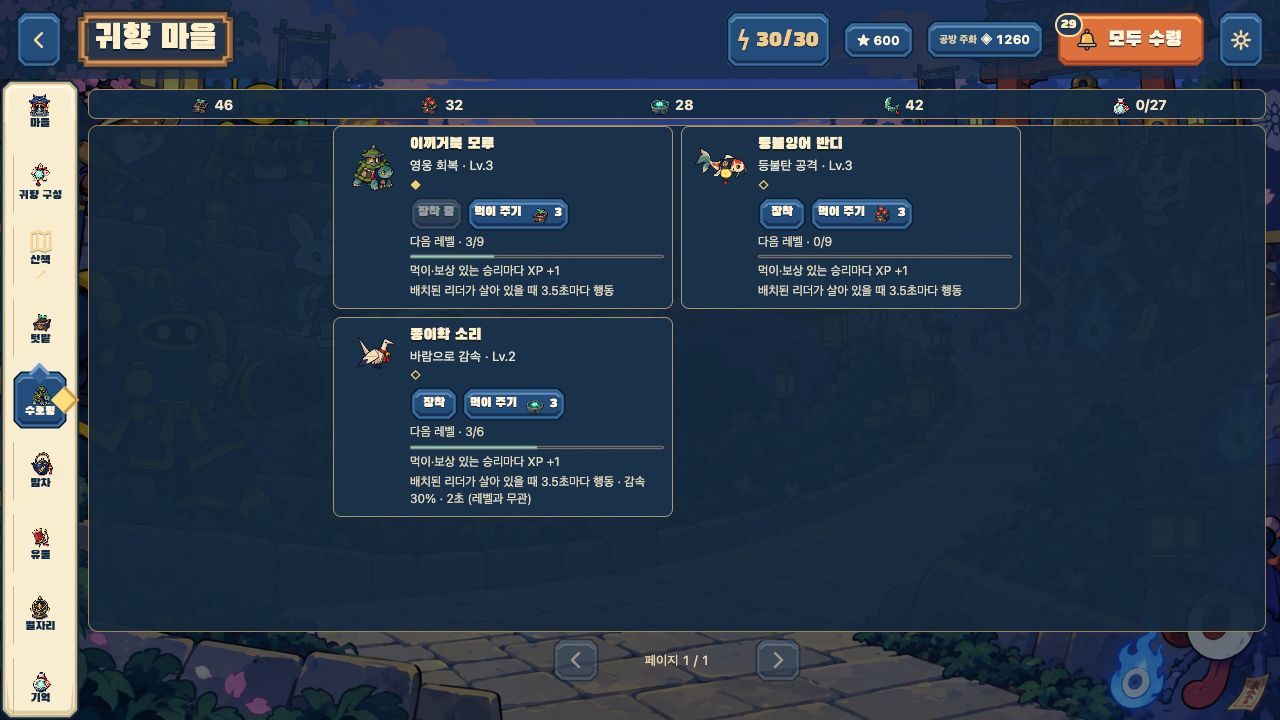 귀향 마을
30/30
600
공방 주화 1260
29
모두 수령
마을
귀향 구성
산책
텃밭
수호령
탐사
유물
별자리
기억
46
32
28
42
0/27
이끼거북 모루
영웅 회복 · Lv.3
장착 중
먹이 주기 3
다음 레벨 · 3/9
먹이·보상 있는 승리마다 XP +1
배치된 리더가 살아 있을 때 3.5초마다 행동
등불잉어 반디
등불탄 공격 · Lv.3
장착
먹이 주기 3
다음 레벨 · 0/9
먹이·보상 있는 승리마다 XP +1
배치된 리더가 살아 있을 때 3.5초마다 행동
종이학 소리
바람으로 감속 · Lv.2
장착
먹이 주기 3
다음 레벨 · 3/6
먹이·보상 있는 승리마다 XP +1
배치된 리더가 살아 있을 때 3.5초마다 행동 · 감속
30% · 2초 (레벨과 무관)
페이지 1 / 1